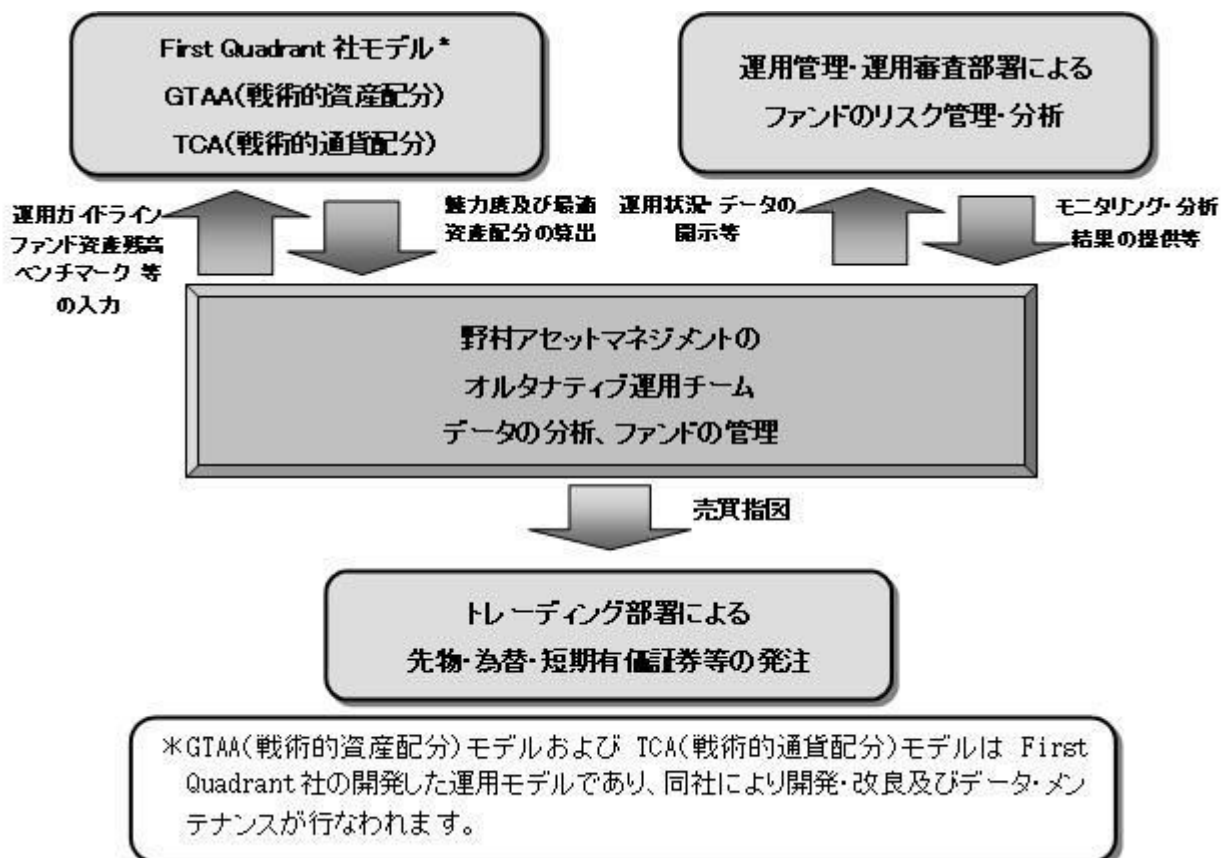 First Quadrant 社モデル*
GTAA(戦術的資産配分)
TCA(戦術的通貨配分)
運用管理・運用審査部署による
ファンドのリスク管理・分析
運用ガイドライン
ファンド資産残高
ベンチマーク 等
の入力
魅力度及び最適
資産配分の算出
運用状況・データの
開示等
モニタリング・分析
結果の提供等
野村アセットマネジメントの
オルタナティブ運用チーム
データの分析、ファンドの管理
売買指図
トレーディング部署による
先物・為替・短期有価証券等の発注
*GTAA(戦術的資産配分)モデルおよび TCA(戦術的通貨配分)モデルは First
Quadrant 社の開発した運用モデルであり、同社により開発・改良及びデータ・メン
テナンスが行なわれます。